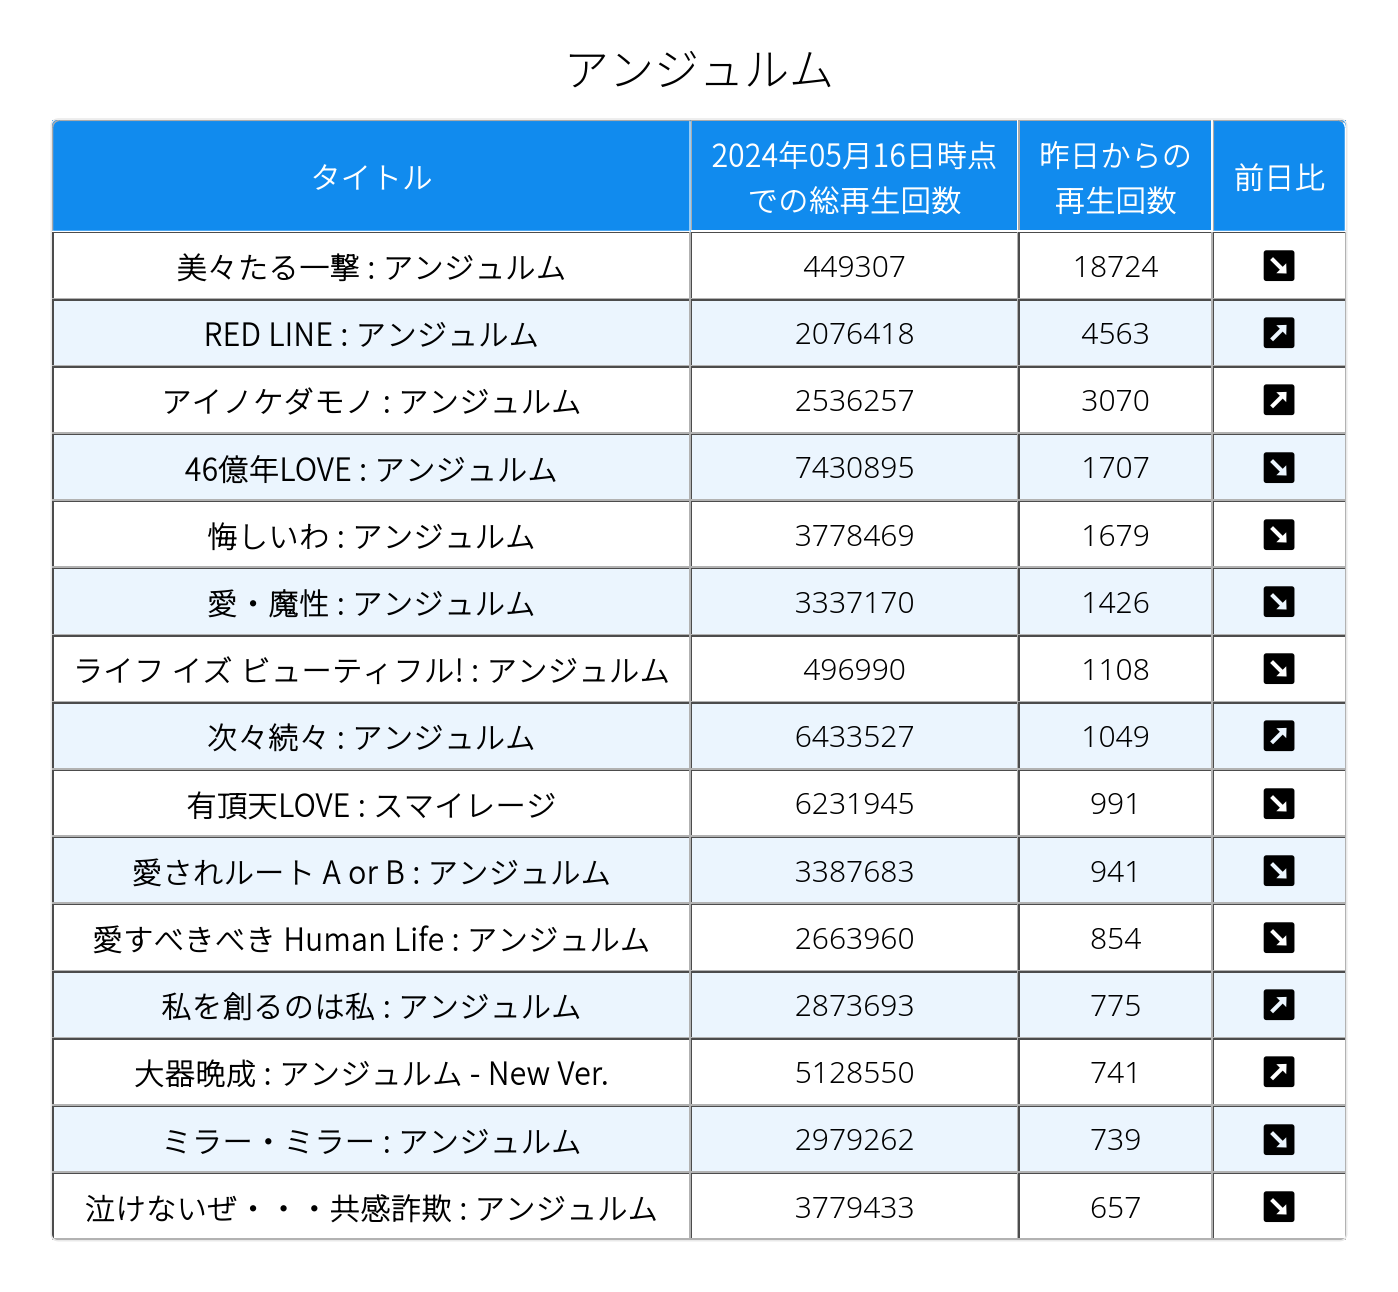 アンジュルム
タイトル 2024年05月16日時点での総再生回数 昨日からの再生回数 前日比
美々たる一撃 : アンジュルム 449307 18724 ↘
RED LINE : アンジュルム 2076418 4563 ↗
アイノケダモノ : アンジュルム 2536257 3070 ↗
46億年LOVE : アンジュルム 7430895 1707 ↘
悔しいわ : アンジュルム 3778469 1679 ↘
愛・魔性 : アンジュルム 3337170 1426 ↘
ライフ イズ ビューティフル! : アンジュルム 496990 1108 ↘
次々続々 : アンジュルム 6433527 1049 ↗
有頂天LOVE : スマイレージ 6231945 991 ↘
愛されルート A or B : アンジュルム 3387683 941 ↘
愛すべきべき Human Life : アンジュルム 2663960 854 ↘
私を創るのは私 : アンジュルム 2873693 775 ↗
大器晩成 : アンジュルム - New Ver. 5128550 741 ↗
ミラー・ミラー : アンジュルム 2979262 739 ↘
泣けないぜ・・・共感詐欺 : アンジュルム 3779433 657 ↘